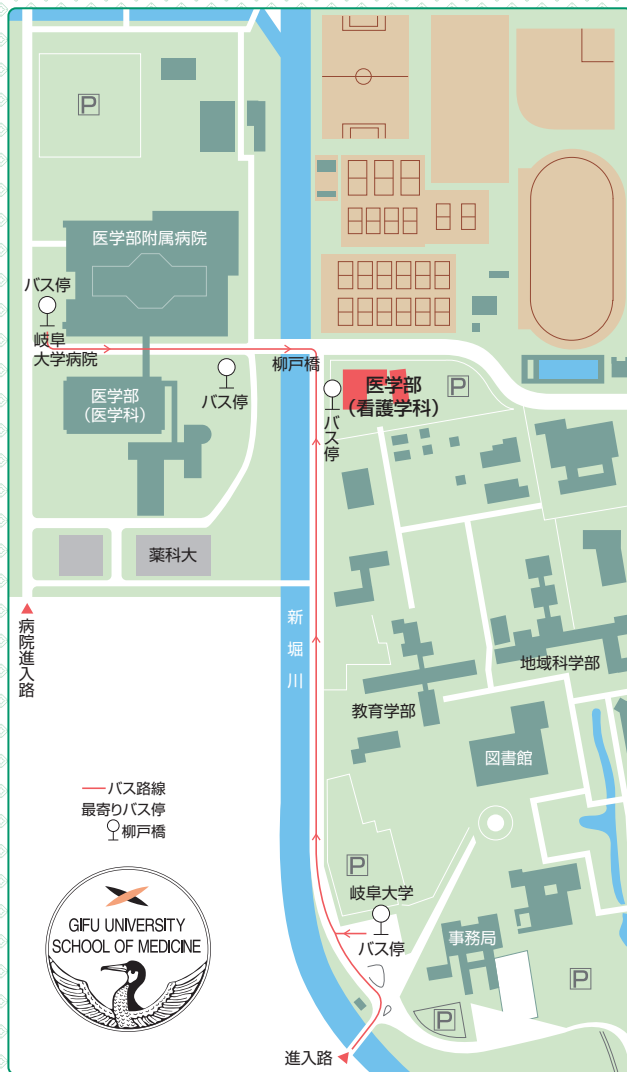 P
医学部附属病院
バス停
岐阜
大学病院
柳戸橋
バス停
医学部
(医学科)
医学部
(看護学科)
P
バス停
薬科大
病院進入路
新堀川
地域科学部
教育学部
図書館
バス路線
最寄りバス停
柳戸橋
P
岐阜大学
バス停
事務局
P
P
進入路
GIFU UNIVERSITY
SCHOOL OF MEDICINE